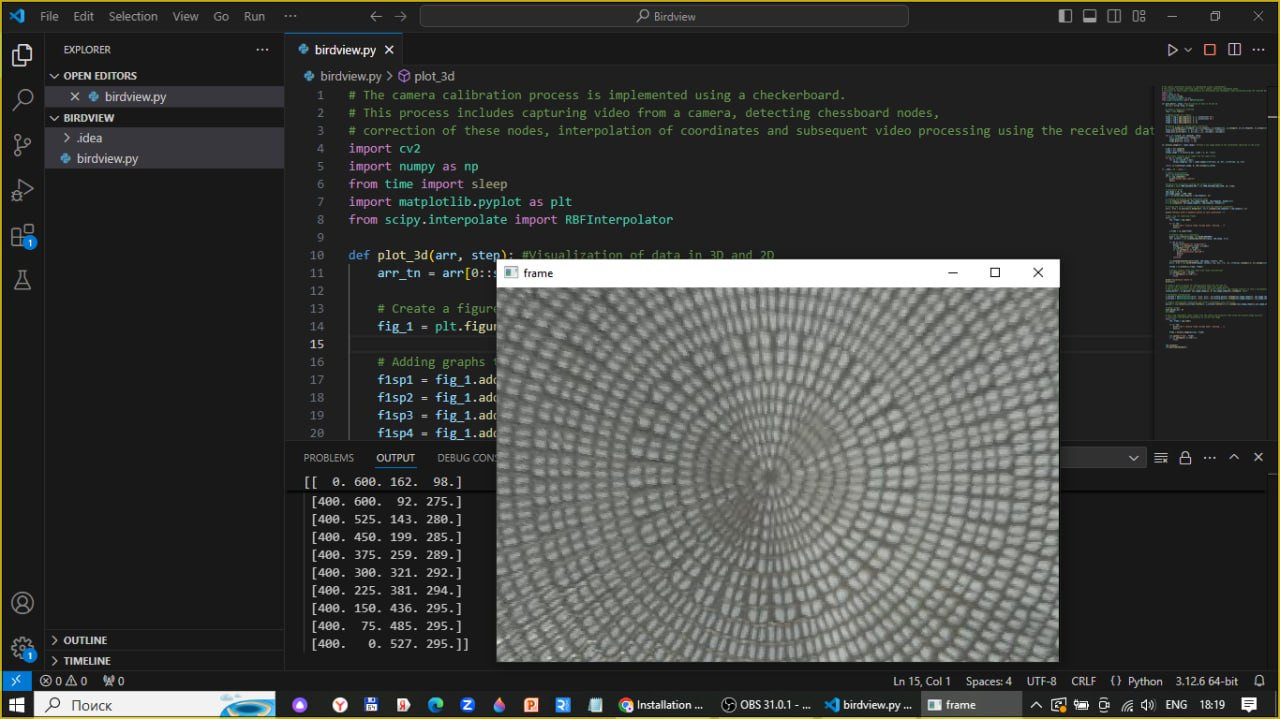 File Edit Selection View Go Run ···
Birdview
EXPLORER
OPEN EDITORS
birdview.py
BIRDVIEW
.idea
birdview.py
OUTLINE
TIMELINE
birdview.py
birdview.py > plot_3d
1 # The camera calibration process is implemented using a checkerboard.
2 # This process includes capturing video from a camera, detecting chessboard nodes,
3 # correction of these nodes, interpolation of coordinates and subsequent video processing using the received dat
4 import cv2
5 import numpy as np
6 from time import sleep
7 import matplotlib.pyplot as plt
8 from scipy.interpolate import RBFInterpolator
9
10 def plot_3d(arr, step): #Visualization of data in 3D and 2D
11 arr_tn = arr[0::s
12
13 # Create a figure
14 fig_1 = plt.figur
15
16 # Adding graphs t
17 f1sp1 = fig_1.add
18 f1sp2 = fig_1.add
19 f1sp3 = fig_1.add
20 f1sp4 = fig_1.add
frame
PROBLEMS OUTPUT DEBUG CONS
[[ 0. 600. 162. 98.]
[400. 600. 92. 275.]
[400. 525. 143. 280.]
[400. 450. 199. 285.]
[400. 375. 259. 289.]
[400. 300. 321. 292.]
[400. 225. 381. 294.]
[400. 150. 436. 295.]
[400. 75. 485. 295.]
[400. 0. 527. 295.]]
1
1
0 0 0
Ln 15, Col 1 Spaces: 4 UTF-8 CRLF {} Python 3.12.6 64-bit
Поиск
Installation ...
OBS 31.0.1 - ...
birdview.py ...
frame
ENG 18:19